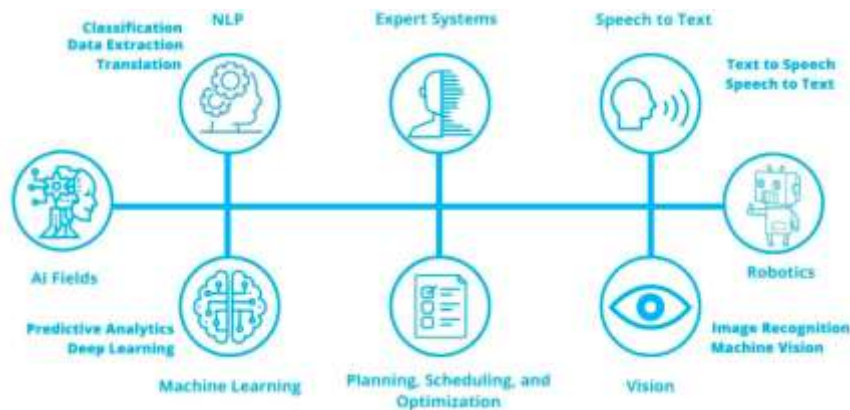 NLP
Classification
Data Extraction
Translation
Expert Systems
Speech to Text
Text to Speech
Speech to Text
AI Fields
Robotics
Predictive Analytics
Deep Learning
Machine Learning
Planning, Scheduling, and
Optimization
Image Recognition
Machine Vision
Vision